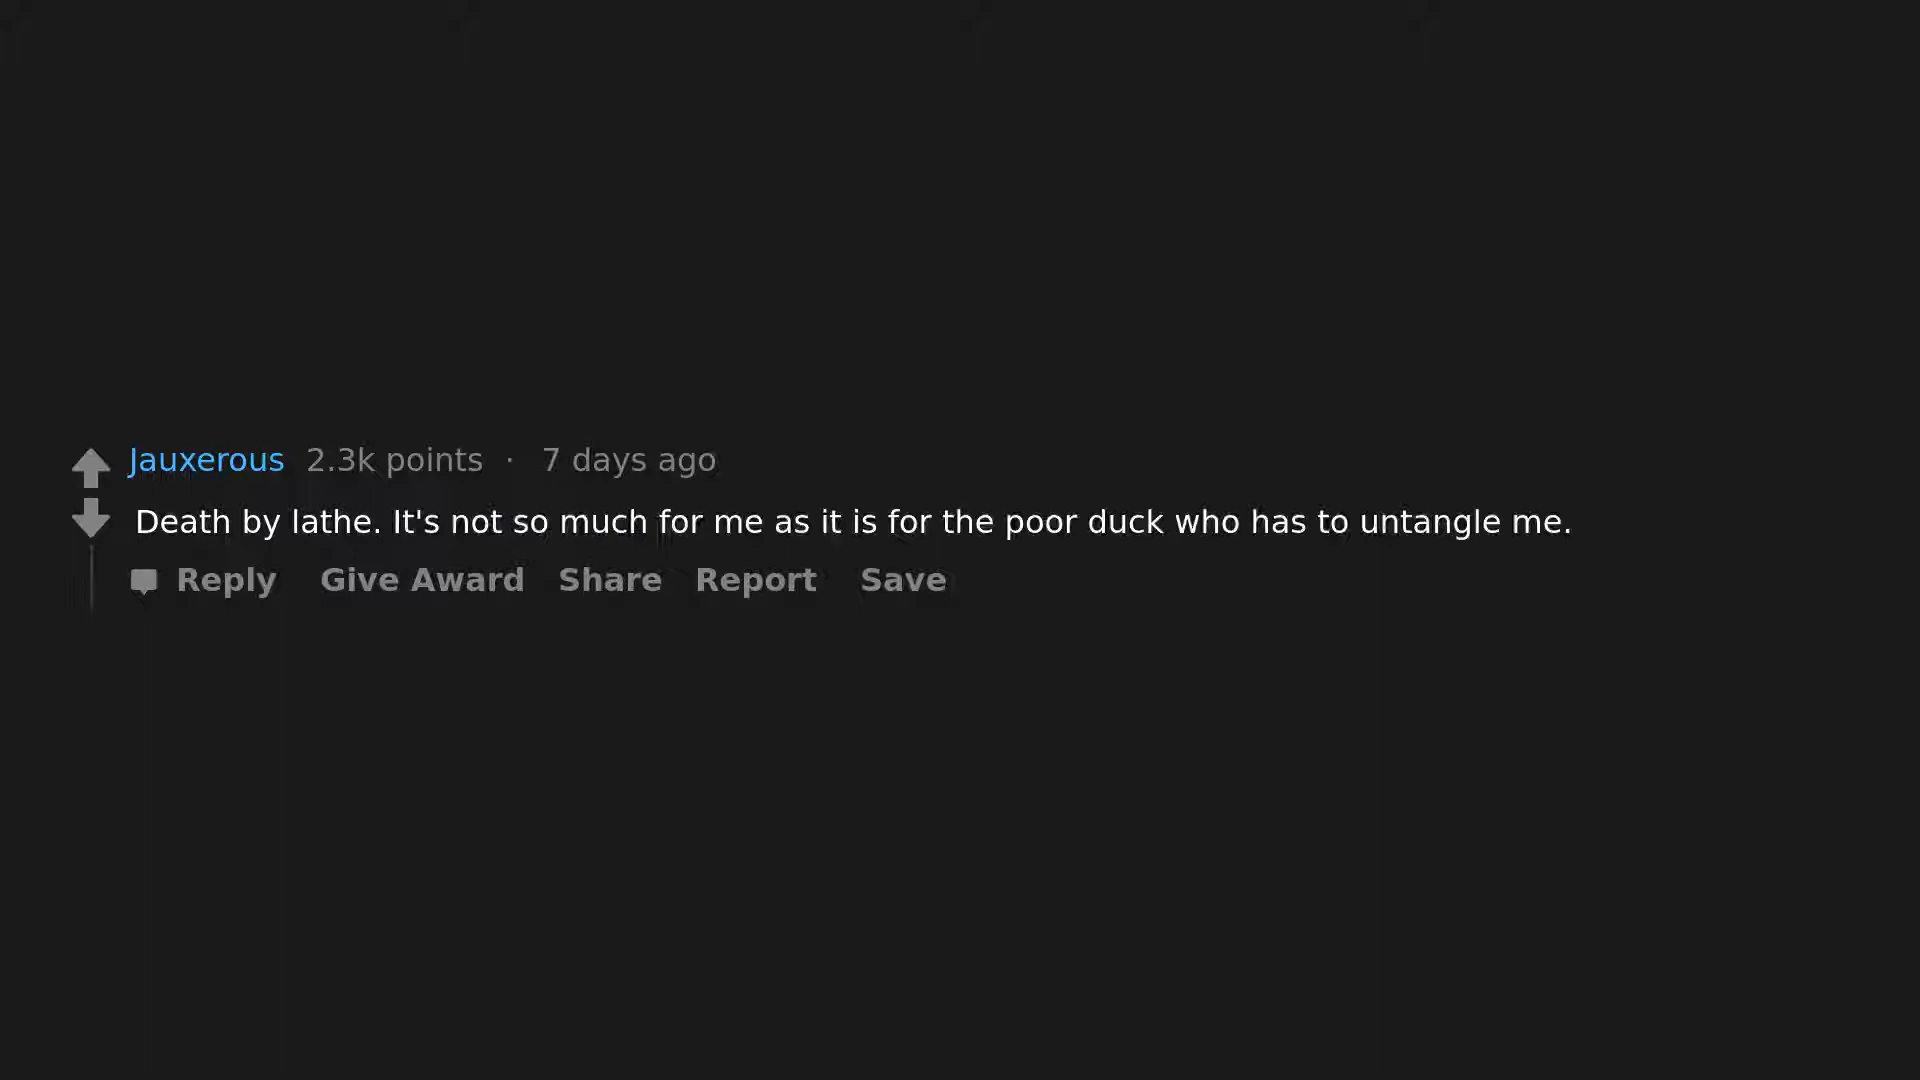 Jauxerous 2.3k points · 7 days ago
Death by lathe. It's not so much for me as it is for the poor duck who has to untangle me.
Reply Give Award Share Report Save